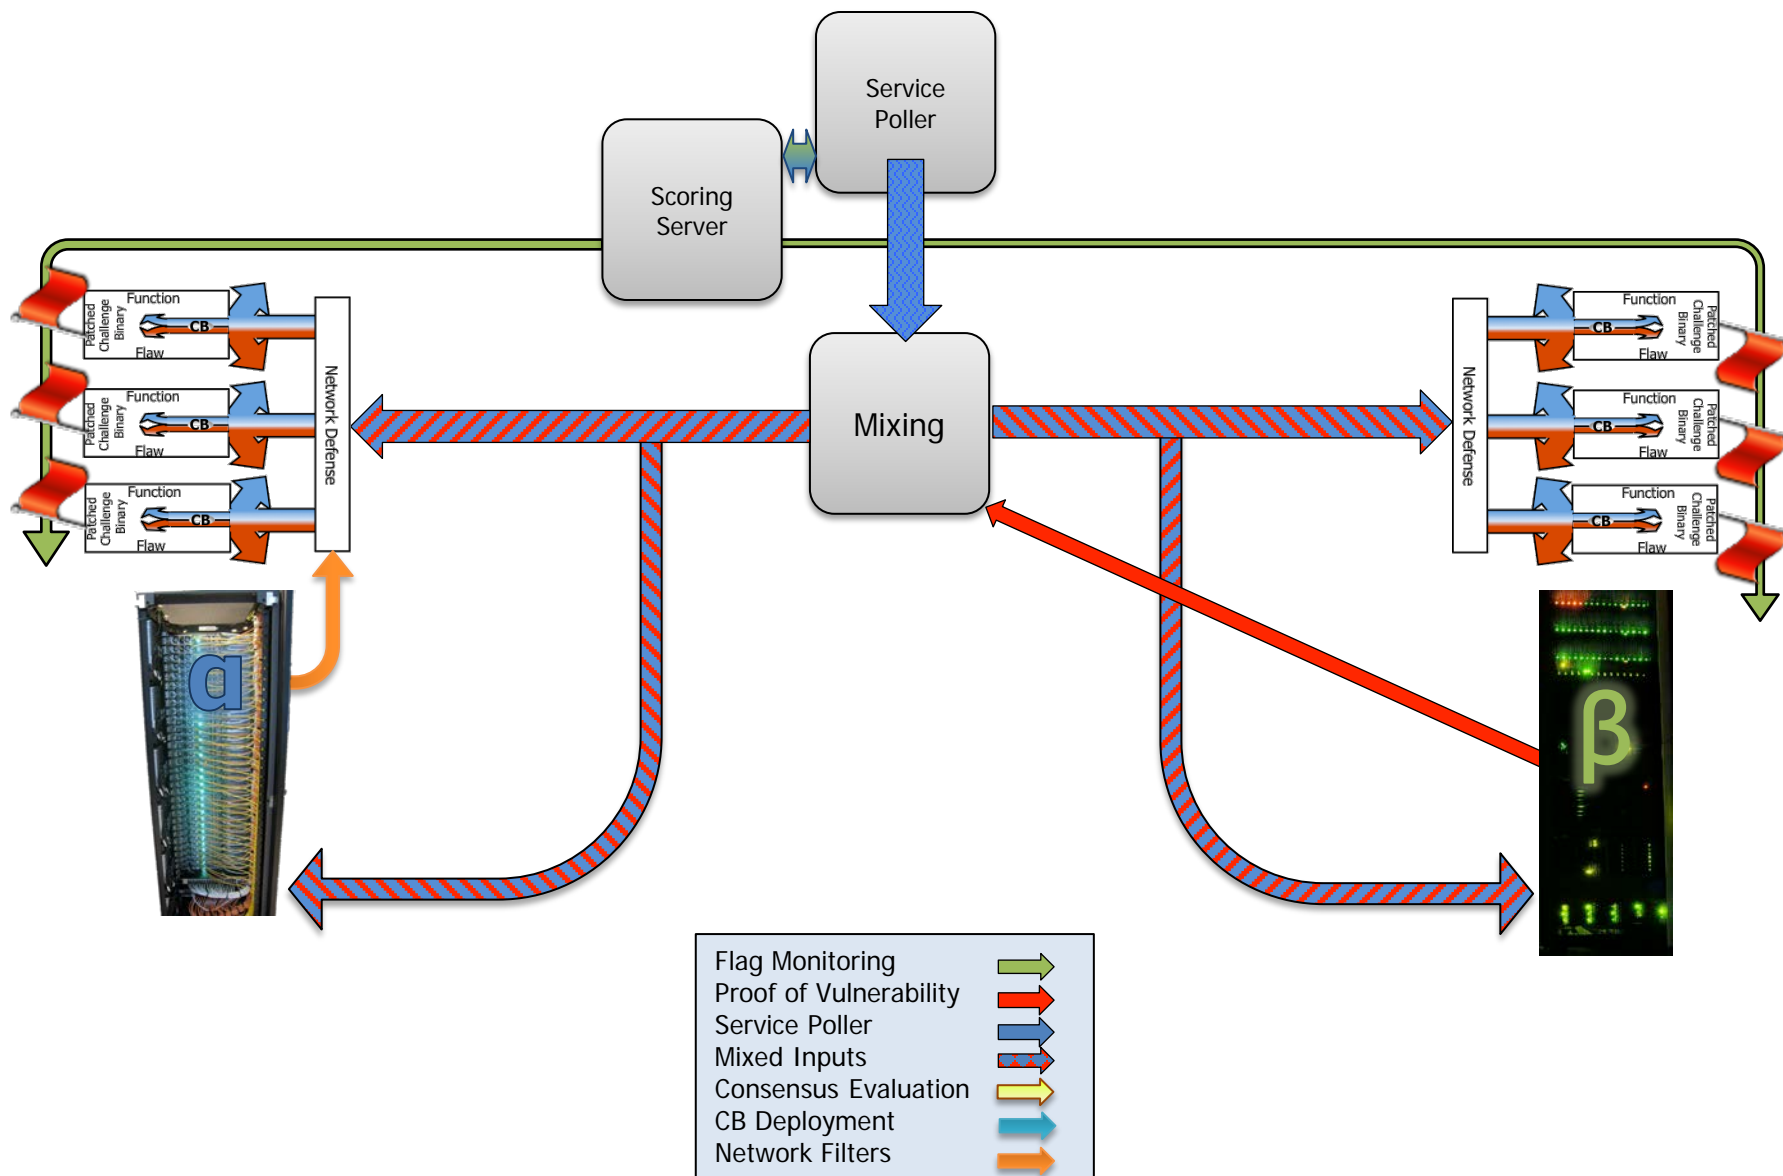 Service
Poller
Scoring
Server
Mixing
Function
CB
Flaw
Patched
Challenge
Binary
Function
CB
Flaw
Patched
Challenge
Binary
Function
CB
Flaw
Patched
Challenge
Binary
Network Defense
α
Network Defense
Function
CB
Flaw
Patched
Challenge
Binary
Function
CB
Flaw
Patched
Challenge
Binary
Function
CB
Flaw
Patched
Challenge
Binary
β
Flag Monitoring
Proof of Vulnerability
Service Poller
Mixed Inputs
Consensus Evaluation
CB Deployment
Network Filters